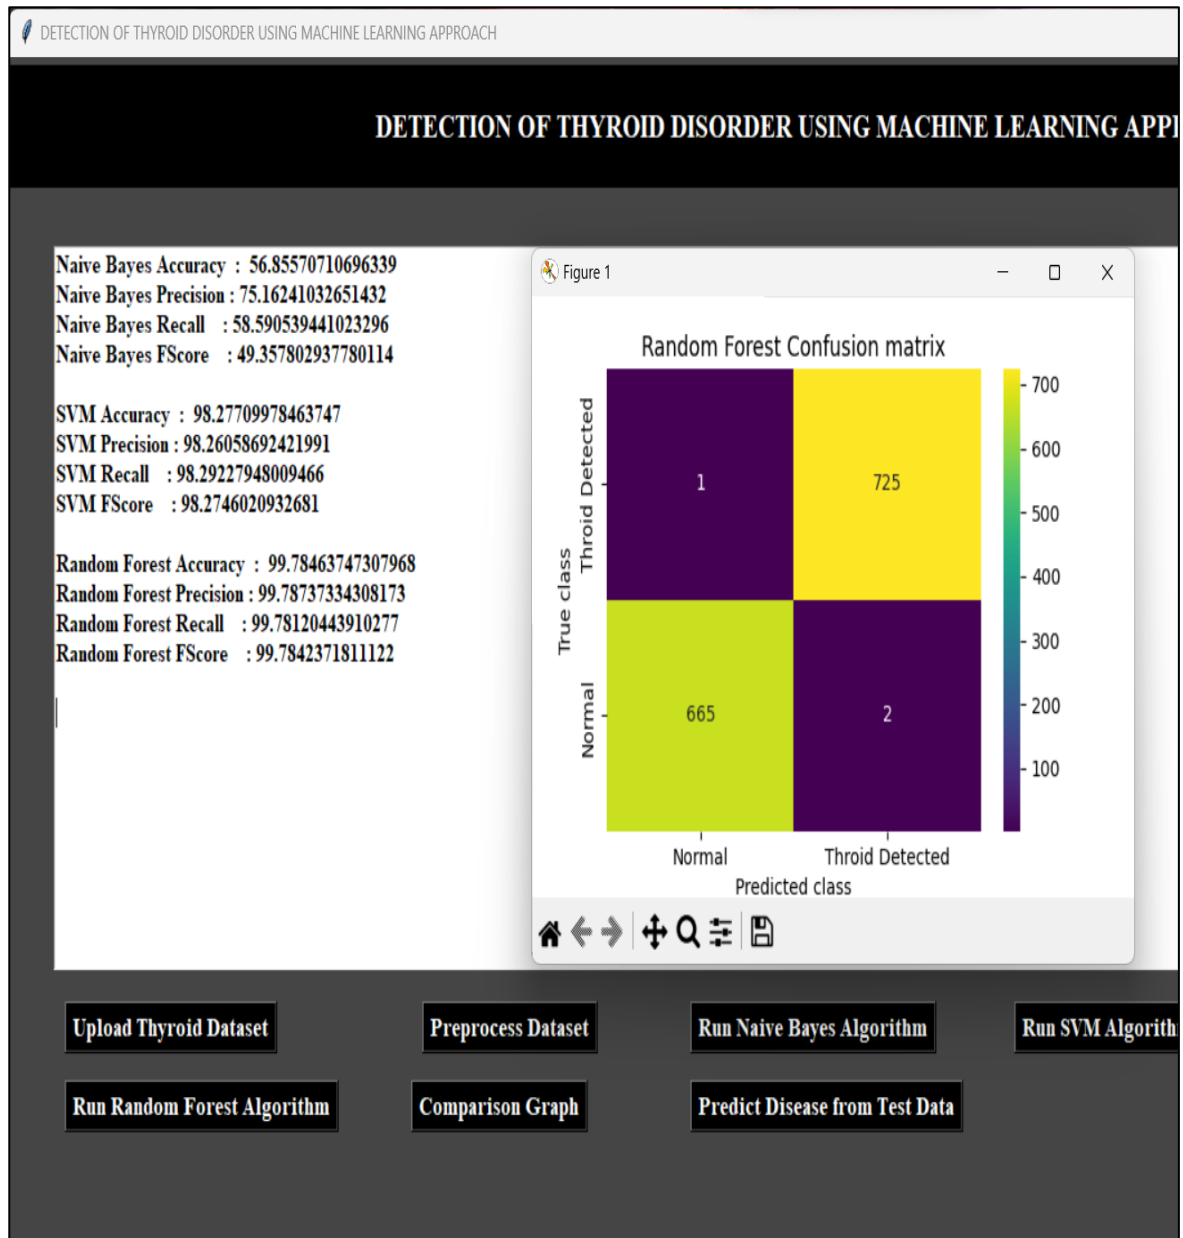 DETECTION OF THYROID DISORDER USING MACHINE LEARNING APPROACH
DETECTION OF THYROID DISORDER USING MACHINE LEARNING APPI
Naive Bayes Accuracy : 56.85570710696339
Naive Bayes Precision : 75.16241032651432
Naive Bayes Recall : 58.590539441023296
Naive Bayes FScore : 49.357802937780114
SVM Accuracy : 98.27709978463747
SVM Precision : 98.26058692421991
SVM Recall : 98.29227948009466
SVM FScore : 98.2746020932681
Random Forest Accuracy : 99.78463747307968
Random Forest Precision : 99.78737334308173
Random Forest Recall : 99.78120443910277
Random Forest FScore : 99.7842371811122
Figure 1
Random Forest Confusion matrix
True class
Throid Detected
Normal
1
725
665
2
700
600
500
400
300
200
100
Normal
Throid Detected
Predicted class
Upload Thyroid Dataset
Preprocess Dataset
Run Naive Bayes Algorithm
Run SVM Algorith
Run Random Forest Algorithm
Comparison Graph
Predict Disease from Test Data